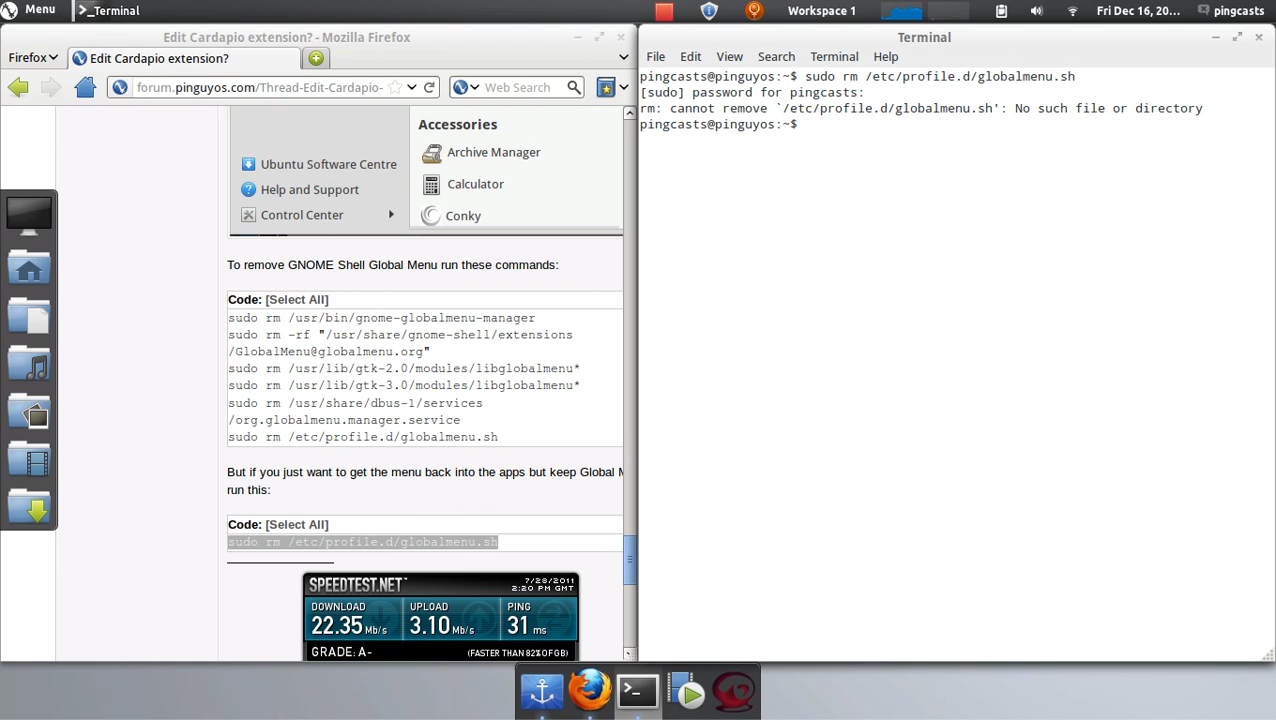 Menu
Terminal
Workspace 1
Fri Dec 16, 20...
pingcasts
Edit Cardapio extension? - Mozilla Firefox
Firefox
Edit Cardapio extension?
forum.pinguyos.com/Thread-Edit-Cardapio-
Web Search
Accessories
Archive Manager
Ubuntu Software Centre
Calculator
Help and Support
Control Center
Conky
To remove GNOME Shell Global Menu run these commands:
Code: [Select All]
sudo rm /usr/bin/gnome-globalmenu-manager
sudo rm -rf "/usr/share/gnome-shell/extensions
/GlobalMenu@globalmenu.org"
sudo rm /usr/lib/gtk-2.0/modules/libglobalmenu*
sudo rm /usr/lib/gtk-3.0/modules/libglobalmenu*
sudo rm /usr/share/dbus-1/services
/org.globalmenu.manager.service
sudo rm /etc/profile.d/globalmenu.sh
But if you just want to get the menu back into the apps but keep Global M
run this:
Code: [Select All]
sudo rm /etc/profile.d/globalmenu.sh
SPEEDTEST.NET
7/28/2011
2:20 PM GMT
DOWNLOAD UPLOAD PING
22.35 Mb/s 3.10 Mb/s 31 ms
GRADE: A- (FASTER THAN 82% OF GB)
Terminal
File Edit View Search Terminal Help
pingcasts@pinguyos:~$ sudo rm /etc/profile.d/globalmenu.sh
[sudo] password for pingcasts:
rm: cannot remove `/etc/profile.d/globalmenu.sh': No such file or directory
pingcasts@pinguyos:~$